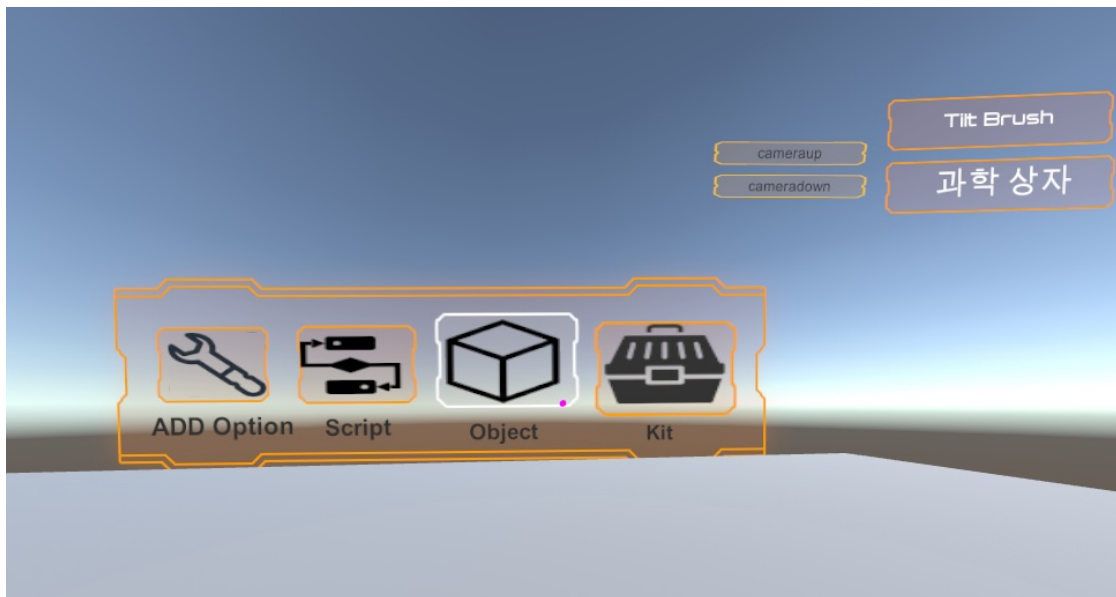 Tilt Brush
cameraup
과학 상자
cameradown
ADD Option
Script
Object
Kit